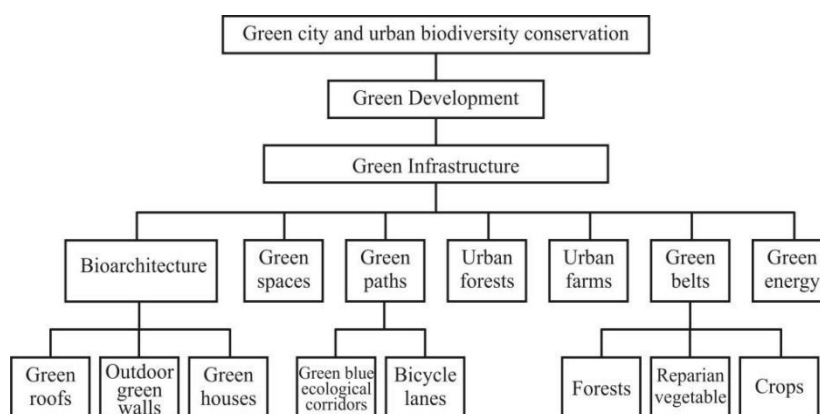 Green city and urban biodiversity conservation
Green Development
Green Infrastructure
Bioarchitecture
Green
spaces
Green
paths
Urban
forests
Urban
farms
Green
belts
Green
energy
Green
roofs
Outdoor
green
walls
Green
houses
Green blue
ecological
corridors
Bicycle
lanes
Forests
Reparian
vegetable
Crops